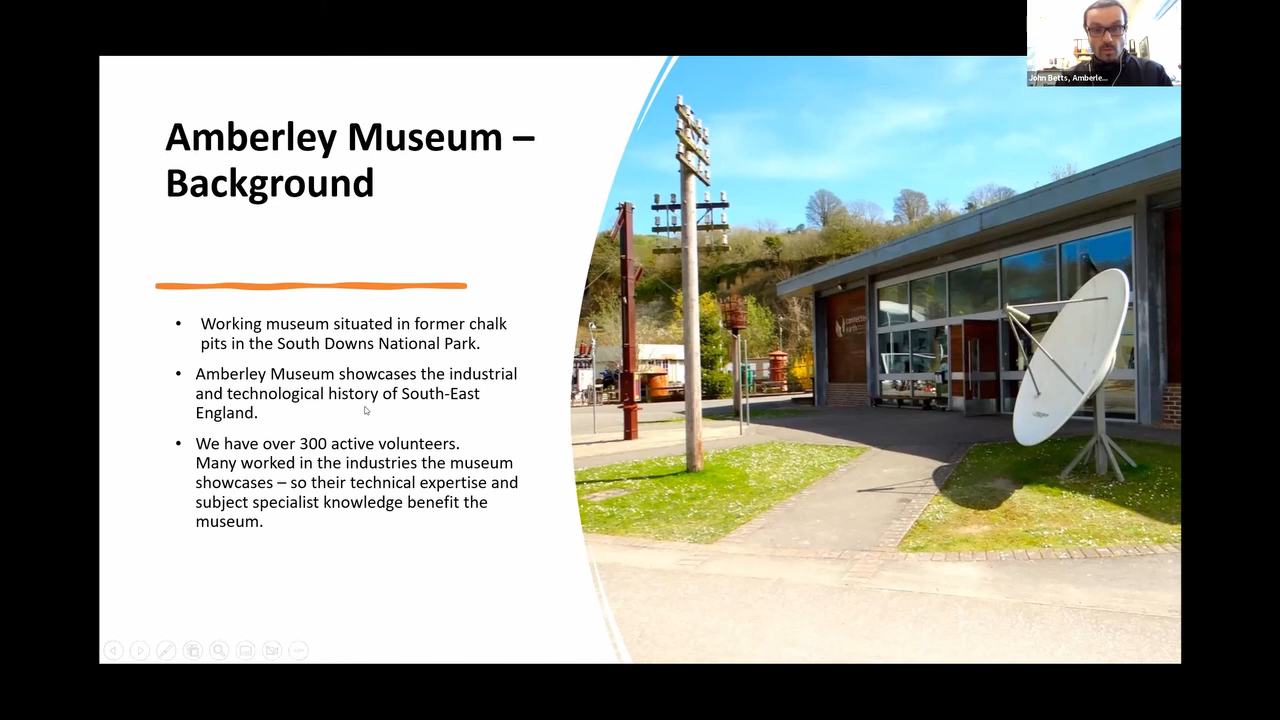 John Betts, Amberle...
Amberley Museum –
Background
• Working museum situated in former chalk
pits in the South Downs National Park.
• Amberley Museum showcases the industrial
and technological history of South-East
England.
• We have over 300 active volunteers.
Many worked in the industries the museum
showcases – so their technical expertise and
subject specialist knowledge benefit the
museum.
connected
earth